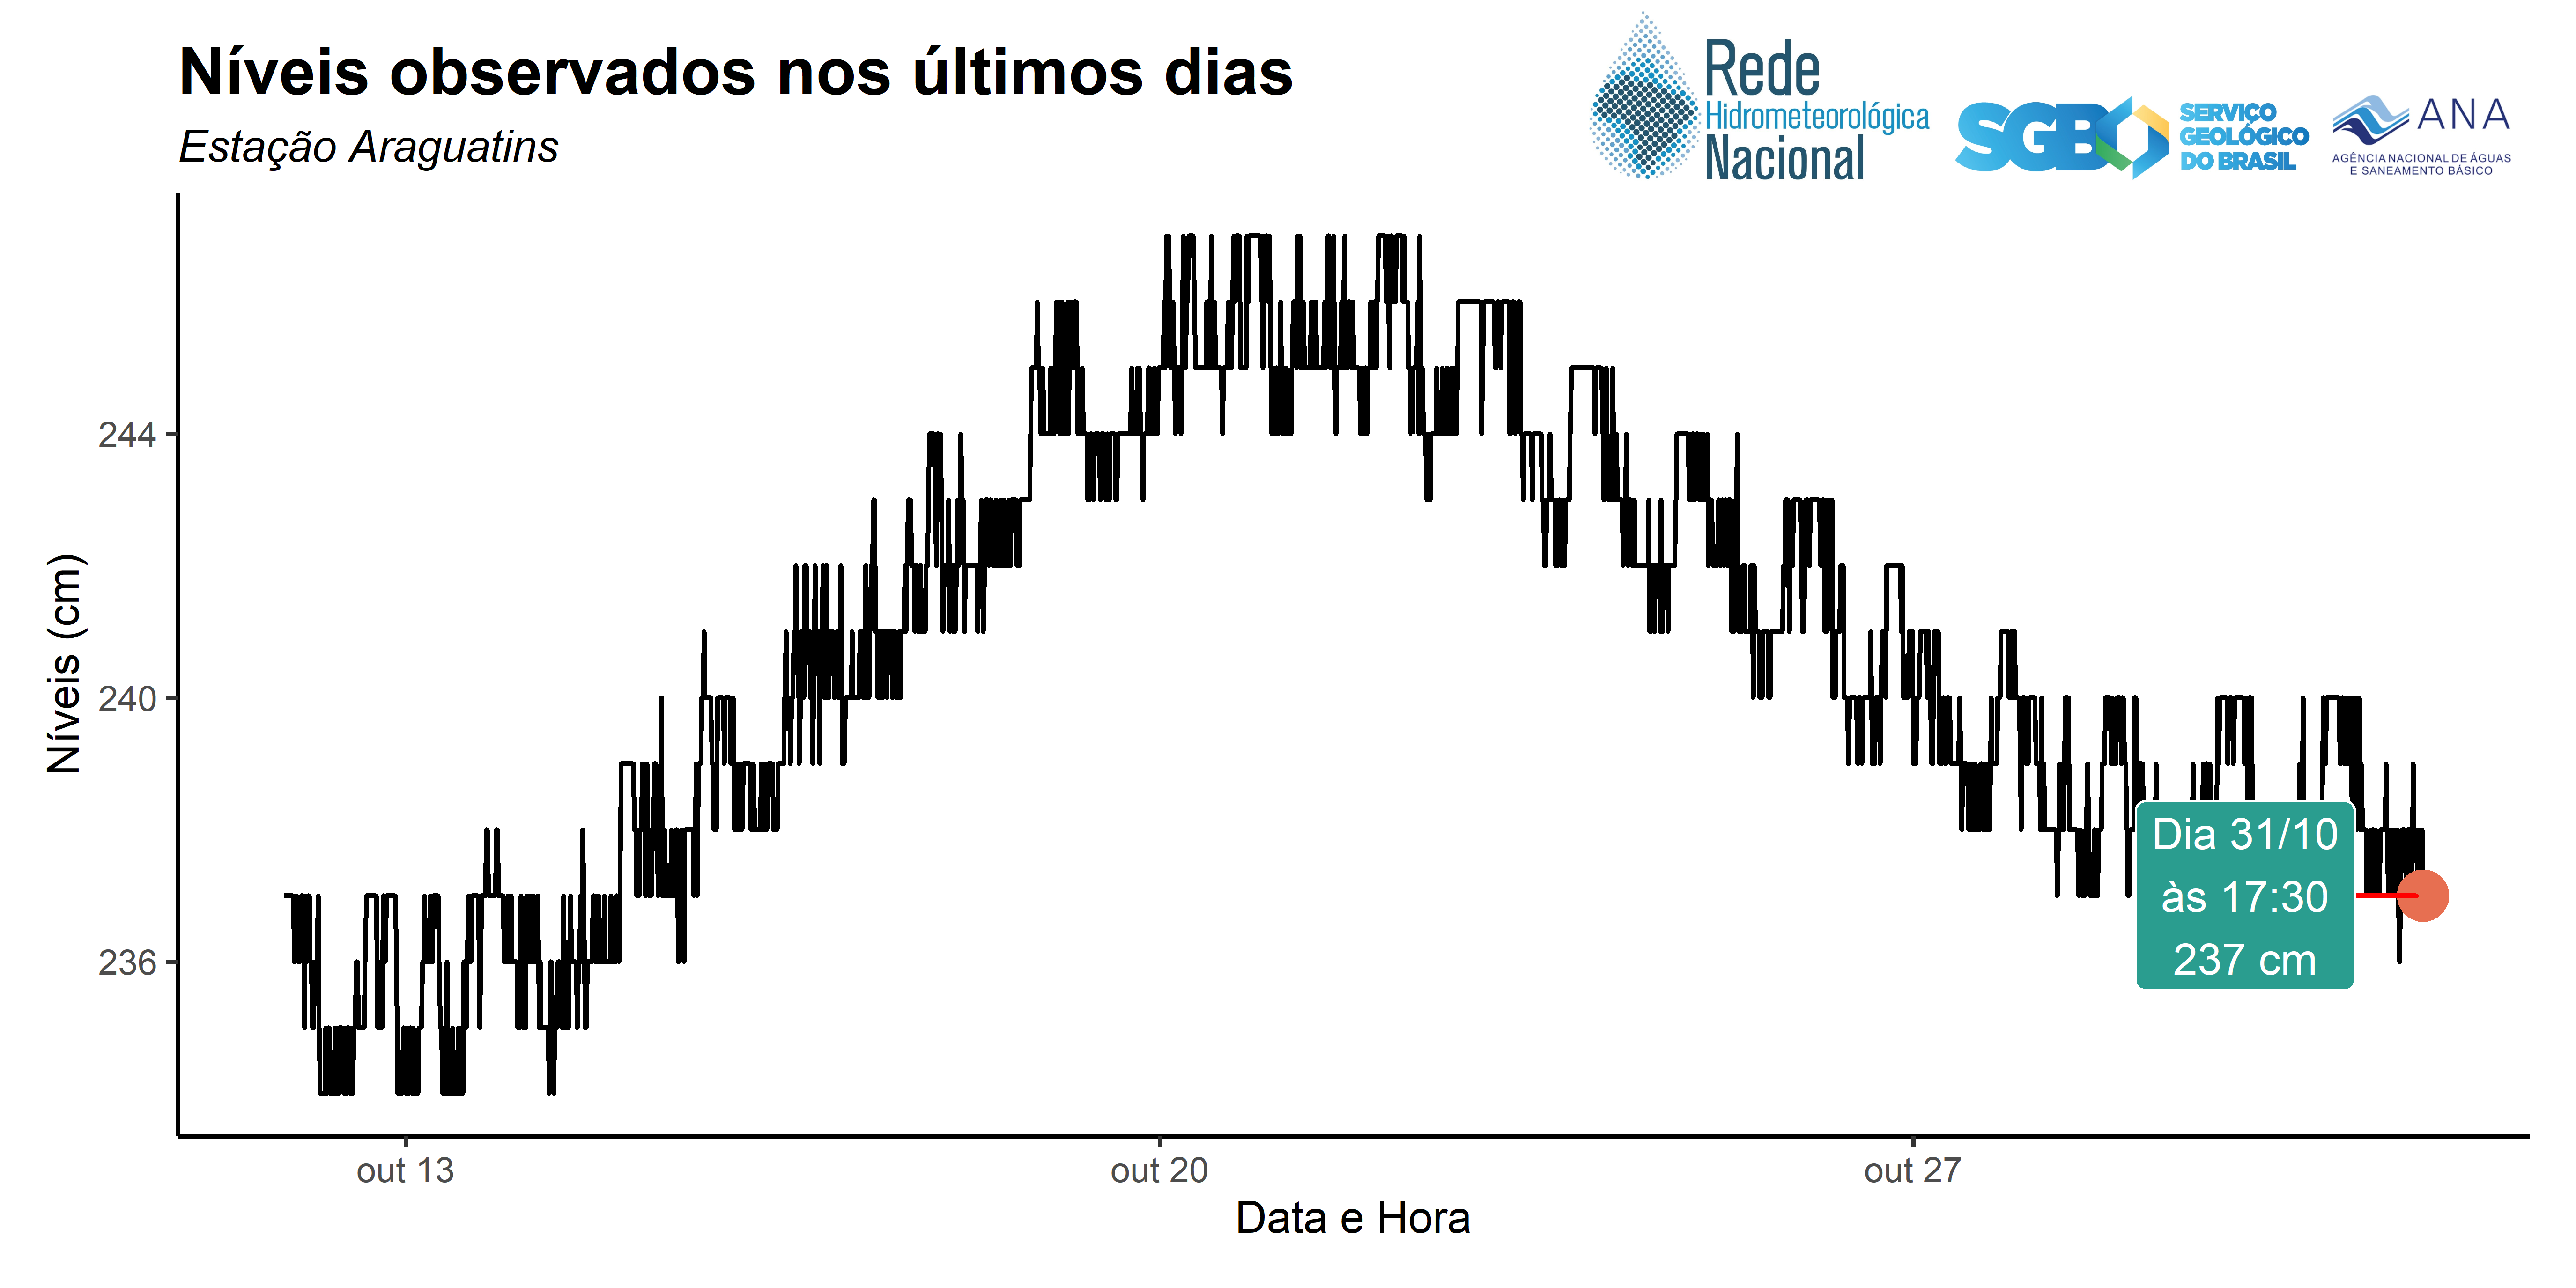 Níveis observados nos últimos dias
Estação Araguatins
Rede
Hidrometeorológica
Nacional
SGB
SERVIÇO
GEOLÓGICO
DO BRASIL
ANA
AGÊNCIA NACIONAL DE ÁGUAS
E SANEAMENTO BÁSICO
Níveis (cm)
244
240
236
Dia 31/10
às 17:30
237 cm
out 13
out 20
out 27
Data e Hora